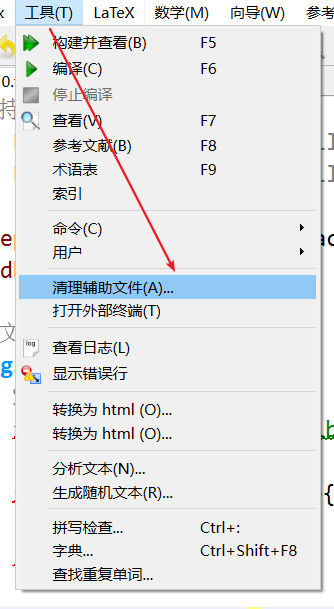 工具(T) LaTeX 数学(M) 向导(W) 参考
构建并查看(B) F5
编译(C) F6
停止编译
查看(V) F7
参考文献(B) F8
术语表 F9
索引
命令(C)
用户
清理辅助文件(A)...
打开外部终端(T)
查看日志(L)
显示错误行
转换为 html (O)...
转换为 html (O)...
分析文本(N)...
生成随机文本(R)...
拼写检查... Ctrl+:
字典... Ctrl+Shift+F8
查找重复单词...